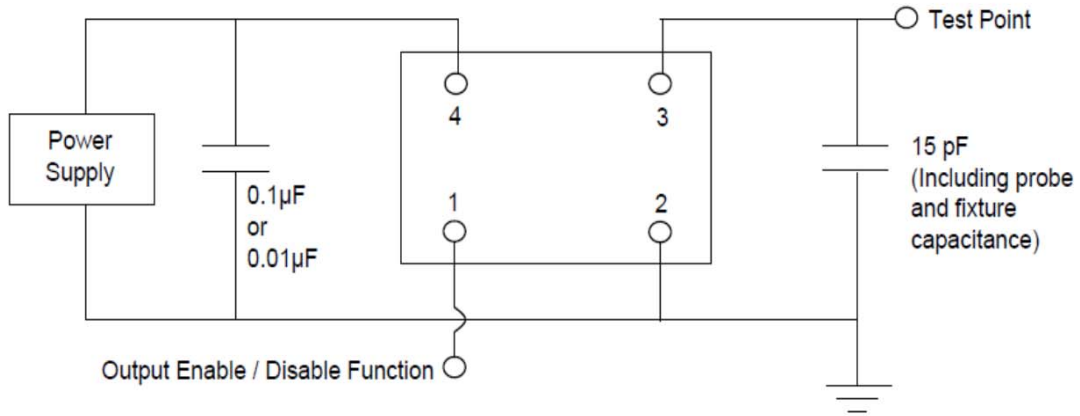 Test Point
Power
Supply
4
3
15 pF
(Including probe
and fixture
capacitance)
0.1µF
or
0.01µF
1
2
Output Enable / Disable Function